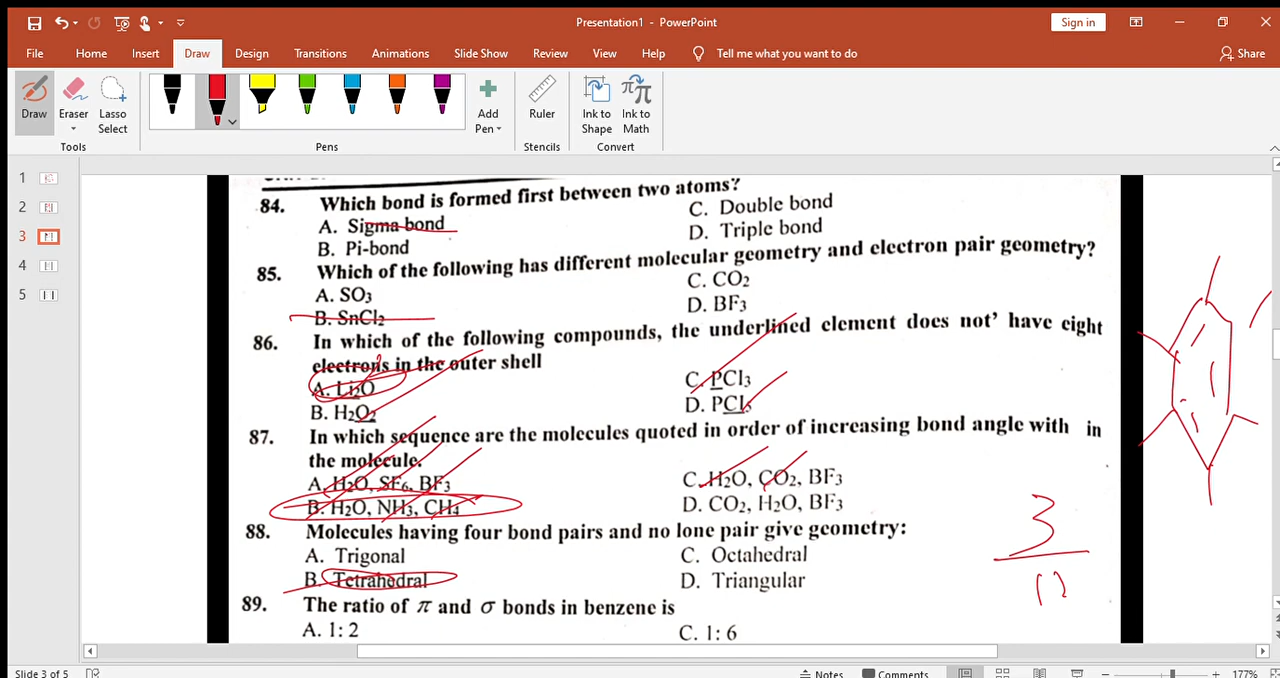 Presentation1 - PowerPoint
Sign in
File Home Insert Draw Design Transitions Animations Slide Show Review View Help Tell me what you want to do Share
Draw Eraser Lasso Select Add Pen Ruler Ink to Shape Ink to Math
Tools Pens Stencils Convert
1
2
3
4
5
84. Which bond is formed first between two atoms?
A. Sigma bond C. Double bond
B. Pi-bond D. Triple bond
85. Which of the following has different molecular geometry and electron pair geometry?
A. SO3 C. CO2
B. SnCl2 D. BF3
86. In which of the following compounds, the underlined element does not' have eight
electrons in the outer shell
A. Li2O C. PCl3
B. H2O2 D. PCl
87. In which sequence are the molecules quoted in order of increasing bond angle with in
the molecule.
A. H2O, SF6, BF3 C. H2O, CO2, BF3
B. H2O, NH3, CH4 D. CO2, H2O, BF3
88. Molecules having four bond pairs and no lone pair give geometry:
A. Trigonal C. Octahedral
B. Tetrahedral D. Triangular
3
89. The ratio of π and σ bonds in benzene is
A. 1: 2 C. 1: 6
Slide 3 of 5 Notes Comments 177%